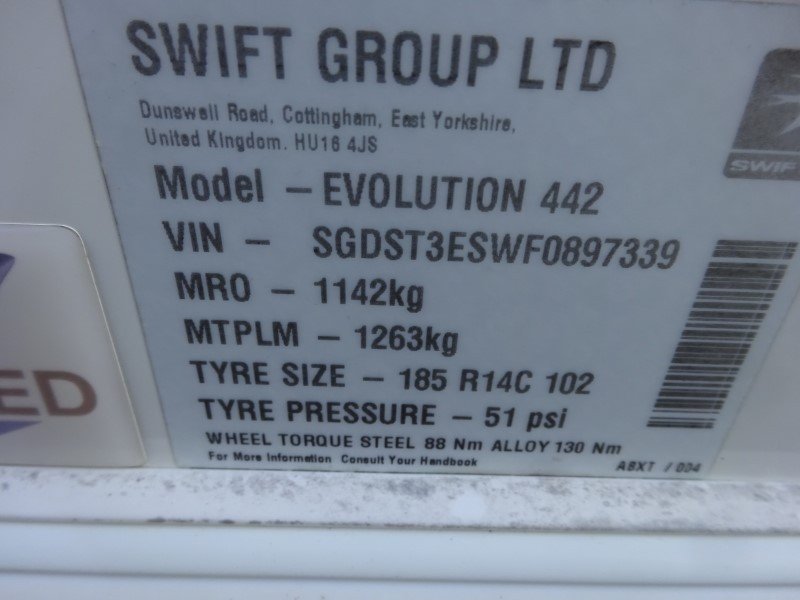 SWIFT GROUP LTD
Dunswell Road, Cottingham, East Yorkshire,
United Kingdom. HU16 4JS
SWIF
Model - EVOLUTION 442
VIN - SGDST3ESWF0897339
MRO - 1142kg
MTPLM - 1263kg
TYRE SIZE - 185 R14C 102
TYRE PRESSURE - 51 psi
WHEEL TORQUE STEEL 88 Nm ALLOY 130 Nm
For More Information Consult Your Handbook
ED